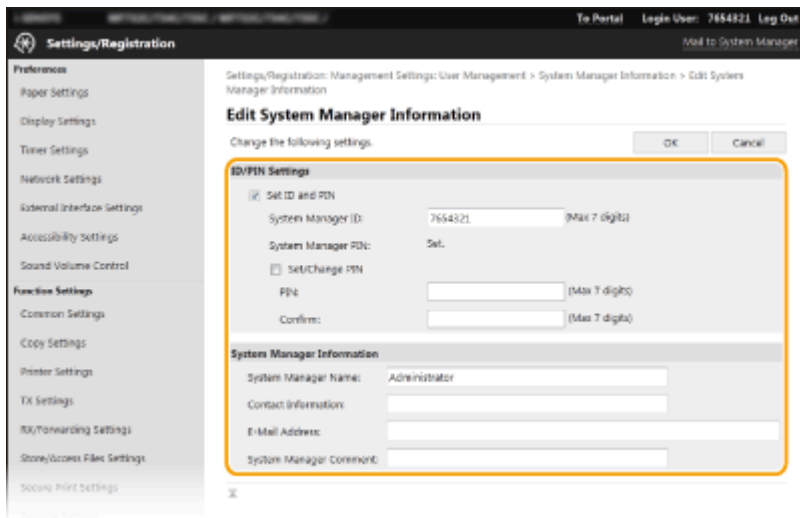 To Portal Login User: 7654321 Log Out
Settings/Registration
Mail to System Manager
Preferences
Paper Settings
Display Settings
Timer Settings
Network Settings
External Interface Settings
Accessibility Settings
Sound Volume Control
Function Settings
Common Settings
Copy Settings
Printer Settings
TX Settings
RX/Forwarding Settings
Store/Access Files Settings
Secure Print Settings
Settings/Registration: Management Settings: User Management > System Manager Information > Edit System
Manager Information
Edit System Manager Information
Change the following settings.
OK Cancel
ID/PIN Settings
Set ID and PIN
System Manager ID: 7654321 (Max 7 digits)
System Manager PIN: Set.
Set/Change PIN
PIN: (Max 7 digits)
Confirm: (Max 7 digits)
System Manager Information
System Manager Name: Administrator
Contact Information:
E-Mail Address:
System Manager Comment: